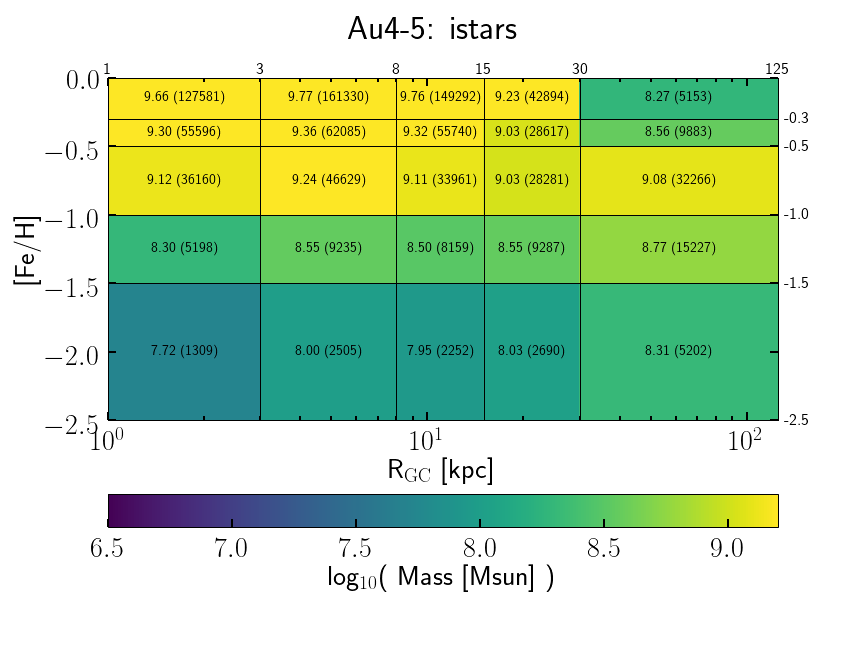 Au4-5: istars
1 3 8 15 30 125
0.0 9.66 (127581) 9.77 (161330) 9.76 (149292) 9.23 (42894) 8.27 (5153)
-0.3
9.30 (55596) 9.36 (62085) 9.32 (55740) 9.03 (28617) 8.56 (9883)
−0.5 -0.5
9.12 (36160) 9.24 (46629) 9.11 (33961) 9.03 (28281) 9.08 (32266)
−1.0 -1.0
[Fe/H]
8.30 (5198) 8.55 (9235) 8.50 (8159) 8.55 (9287) 8.77 (15227)
−1.5 -1.5
−2.0 7.72 (1309) 8.00 (2505) 7.95 (2252) 8.03 (2690) 8.31 (5202)
−2.5 -2.5
10⁰ 10¹ 10²
R_GC [kpc]
6.5 7.0 7.5 8.0 8.5 9.0
log₁₀( Mass [Msun] )